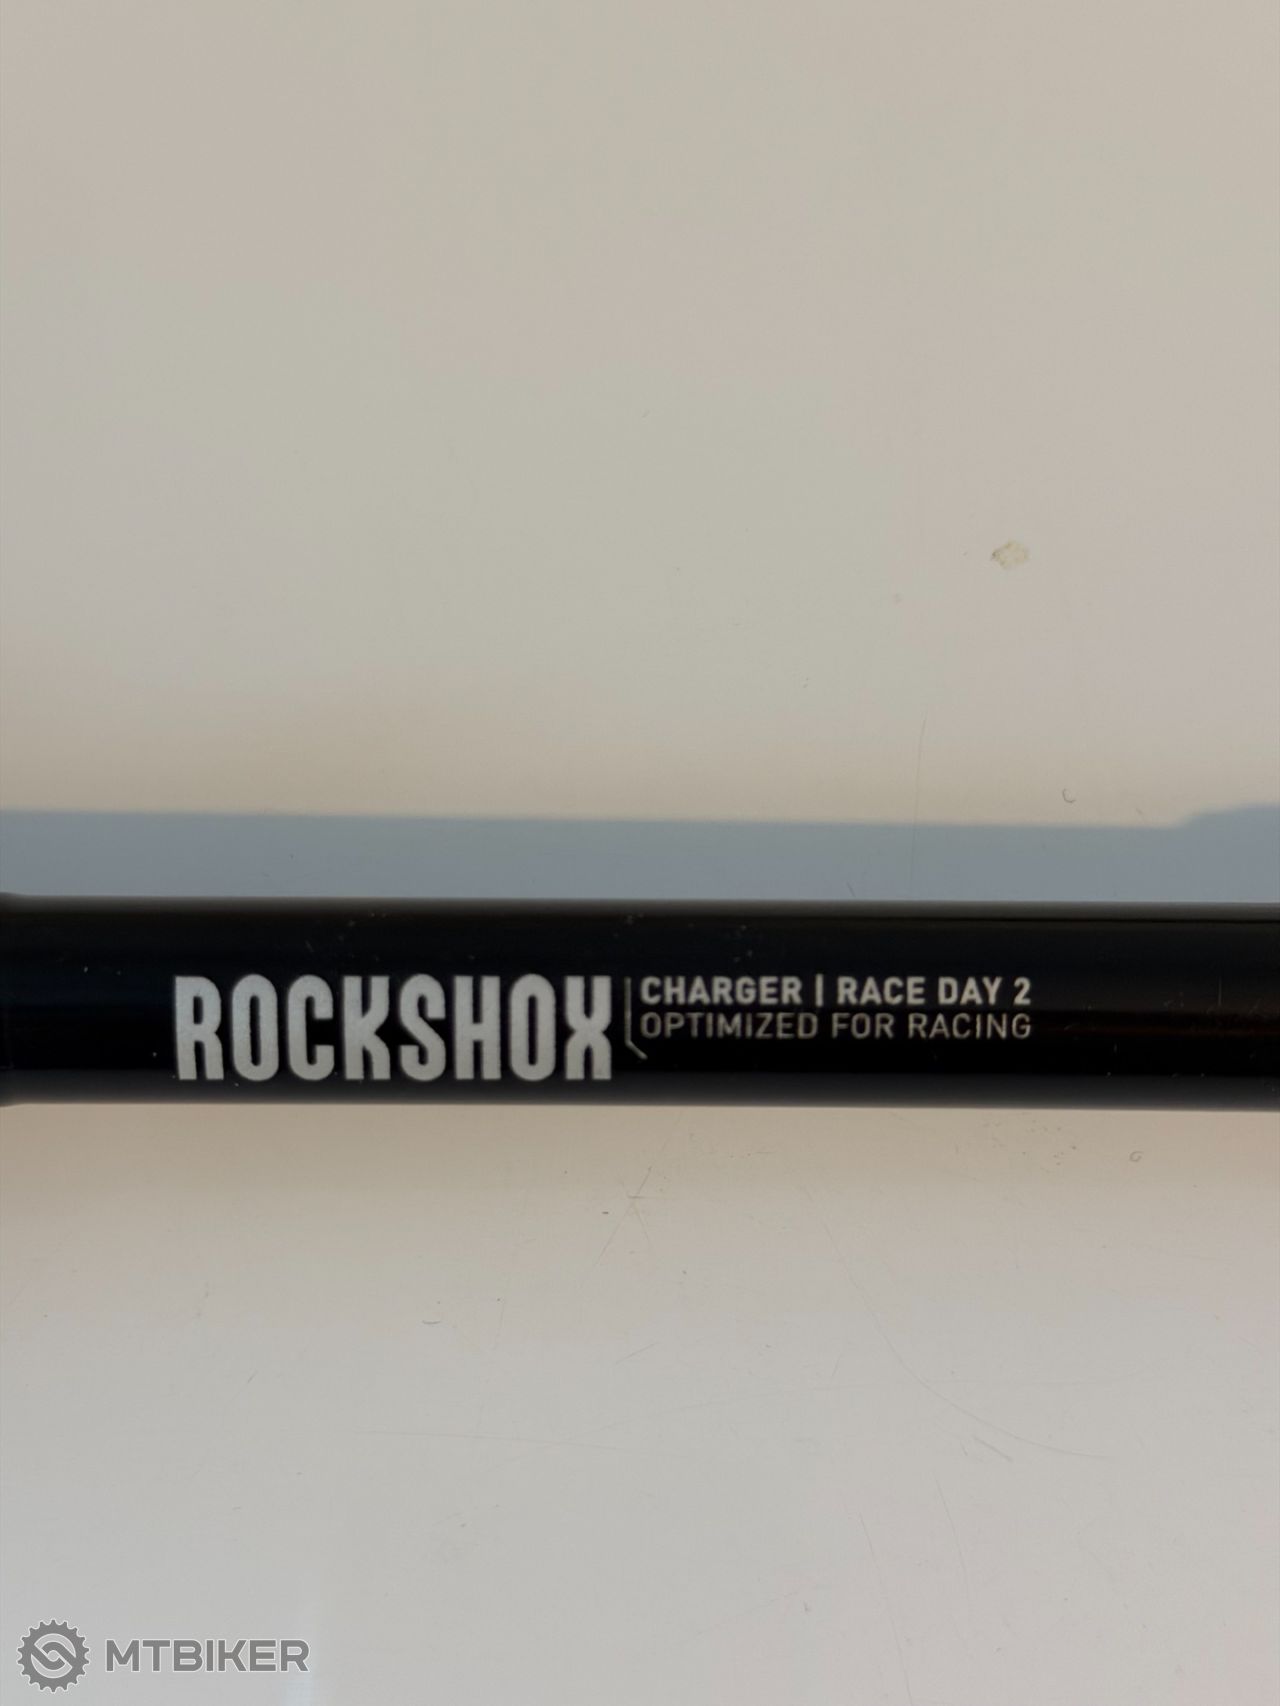 ROCKSHOX
CHARGER | RACE DAY 2
OPTIMIZED FOR RACING
MTBIKER